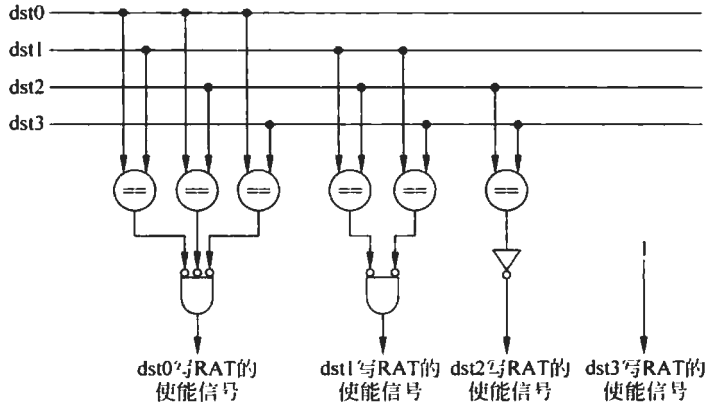 dst0
dst1
dst2
dst3
== == == == == ==
1
dst0写RAT的 dst1写RAT的 dst2写RAT的 dst3写RAT的
使能信号 使能信号 使能信号 使能信号